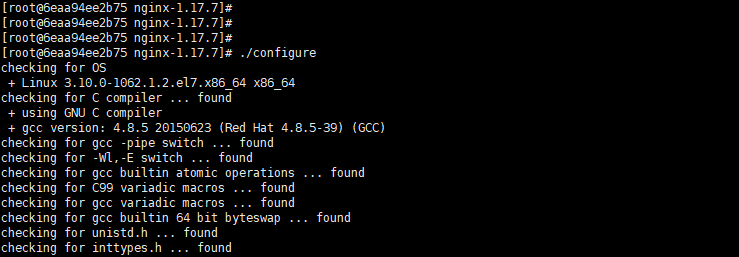 [root@6eaa94ee2b75 nginx-1.17.7]#
[root@6eaa94ee2b75 nginx-1.17.7]#
[root@6eaa94ee2b75 nginx-1.17.7]#
[root@6eaa94ee2b75 nginx-1.17.7]# ./configure
checking for OS
 + Linux 3.10.0-1062.1.2.el7.x86_64 x86_64
checking for C compiler ... found
 + using GNU C compiler
 + gcc version: 4.8.5 20150623 (Red Hat 4.8.5-39) (GCC)
checking for gcc -pipe switch ... found
checking for -Wl,-E switch ... found
checking for gcc builtin atomic operations ... found
checking for C99 variadic macros ... found
checking for gcc variadic macros ... found
checking for gcc builtin 64 bit byteswap ... found
checking for unistd.h ... found
checking for inttypes.h ... found